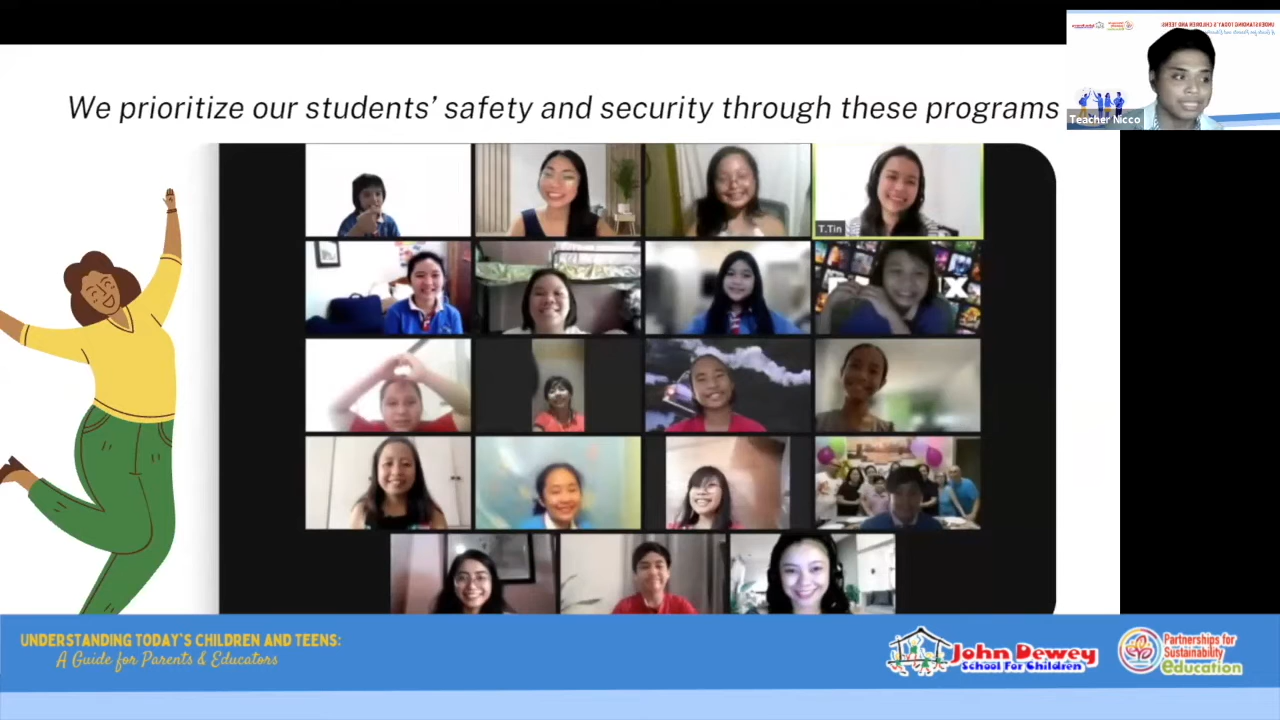 We prioritize our students’ safety and security through these programs
Teacher Nicco
T.Tin
UNDERSTANDING TODAY`S CHILDREN AND TEENS:
A Guide for Parents & Educators
John Dewey
School For Children
Partnerships for
Sustainability
education